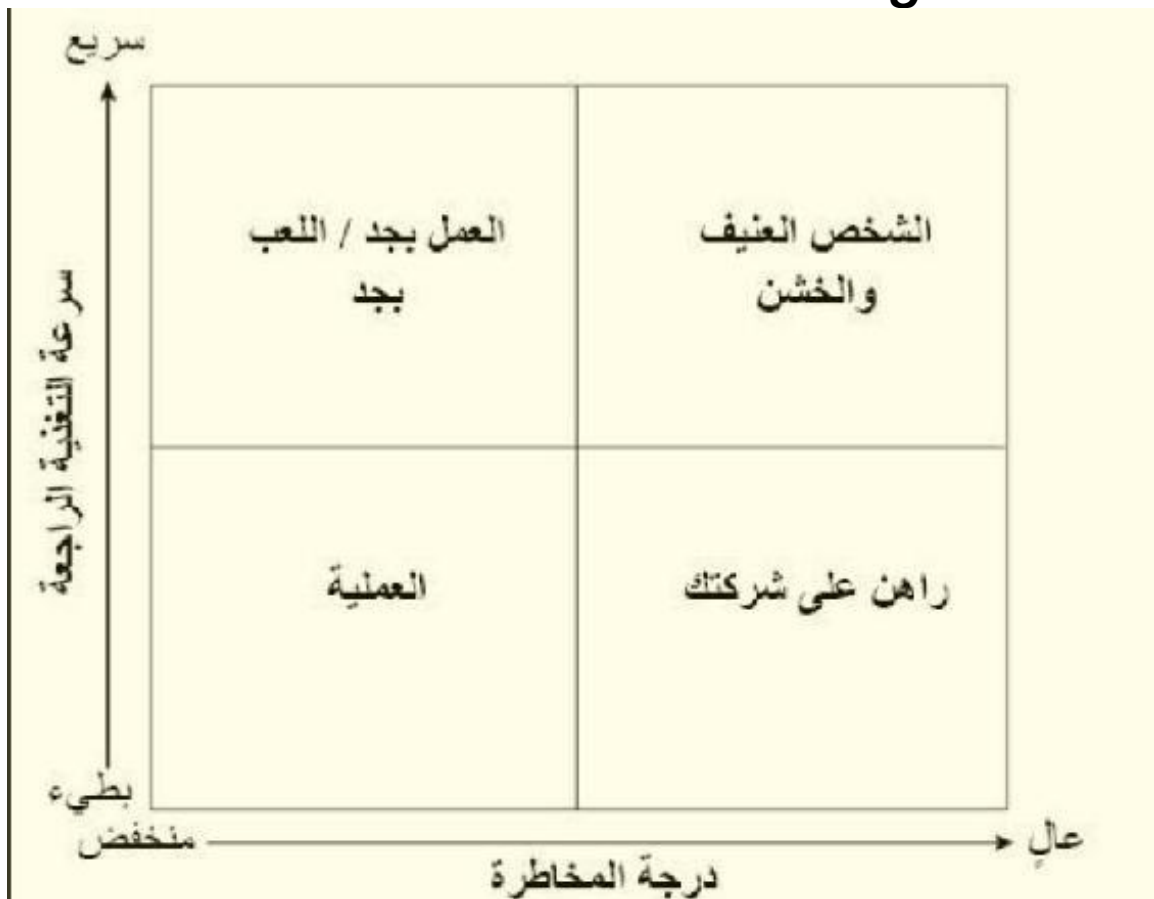 سريع
العمل بجد / اللعب
بجد
الشخص العنيف
والخشن
سرعة التغذية الراجعة
العملية
راهن على شركتك
بطيء
منخفض
عالٍ
درجة المخاطرة